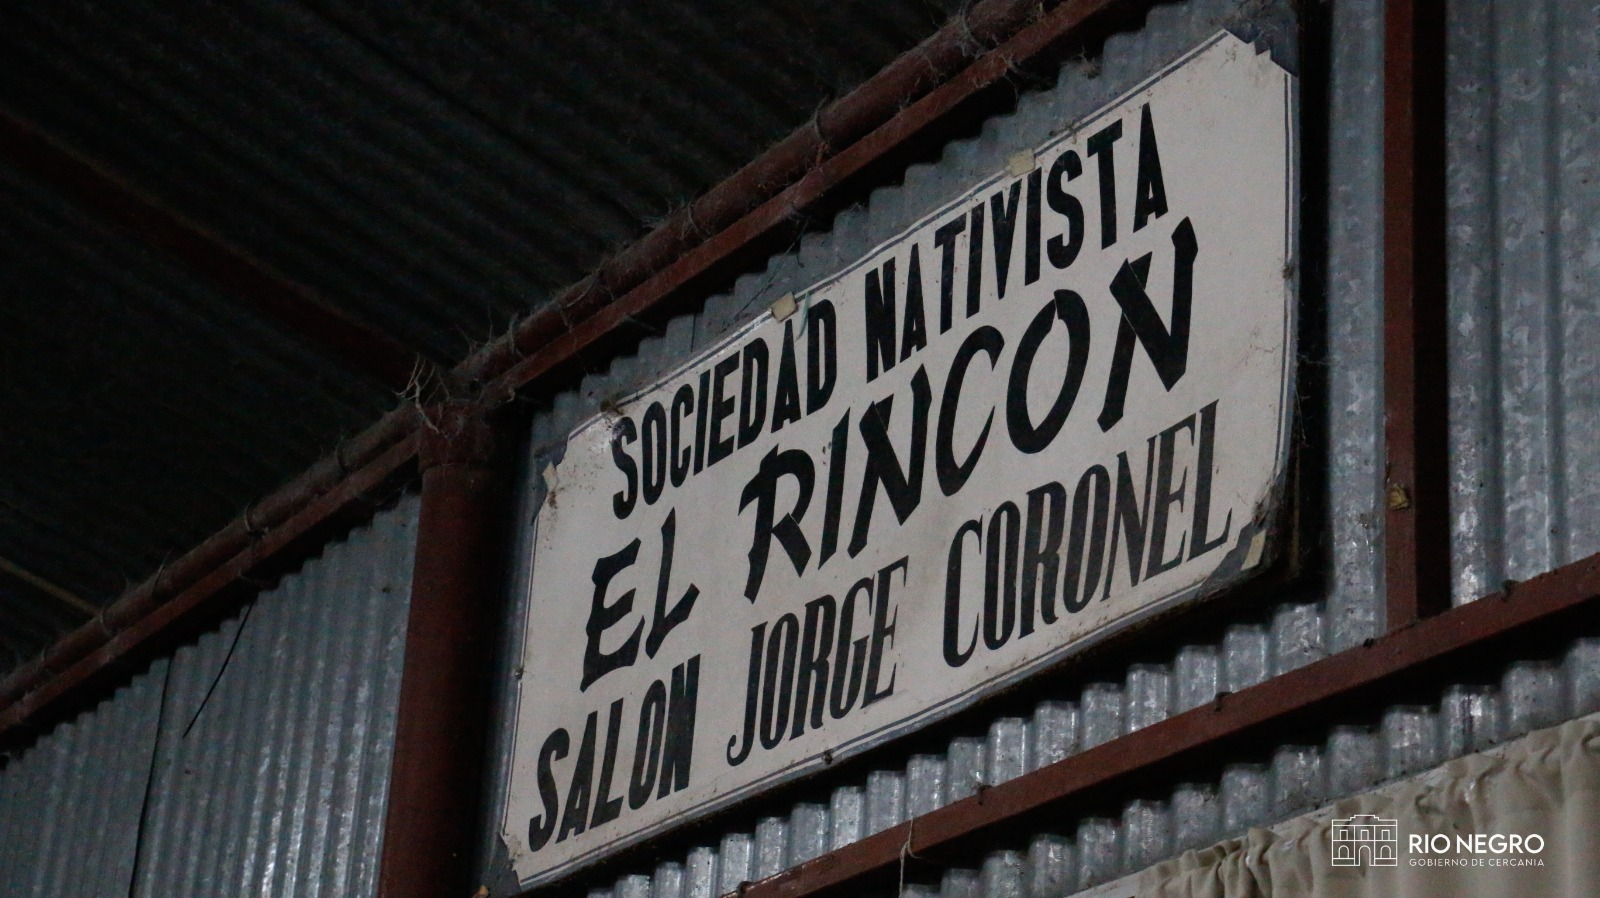 SOCIEDAD NATIVISTA
EL RINCON
SALON JORGE CORONEL
RIO NEGRO
GOBIERNO DE CERCANIA